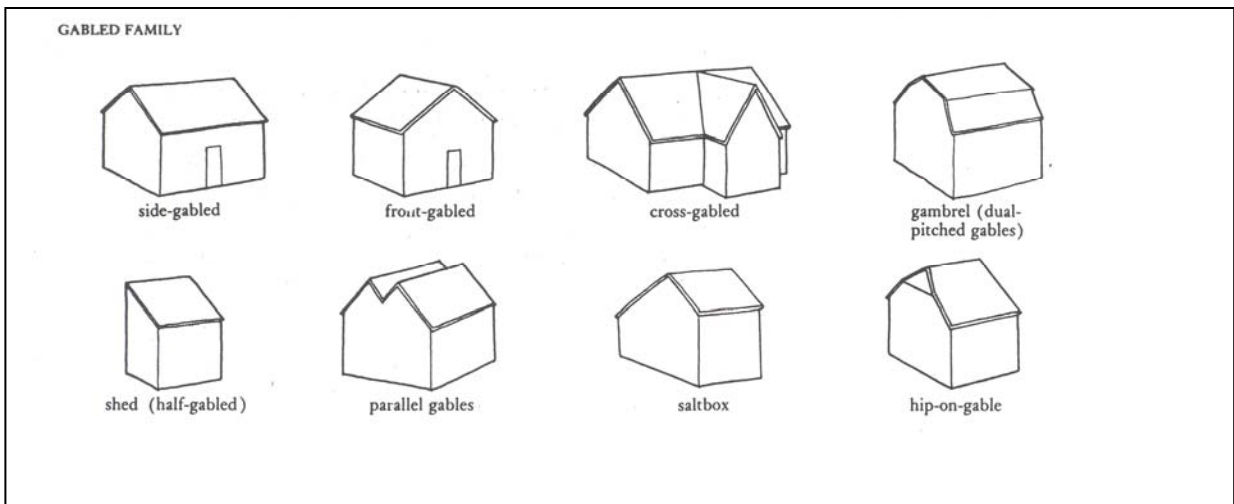 GABLED FAMILY
side-gabled
front-gabled
cross-gabled
gambrel (dual-
pitched gables)
shed (half-gabled)
parallel gables
saltbox
hip-on-gable